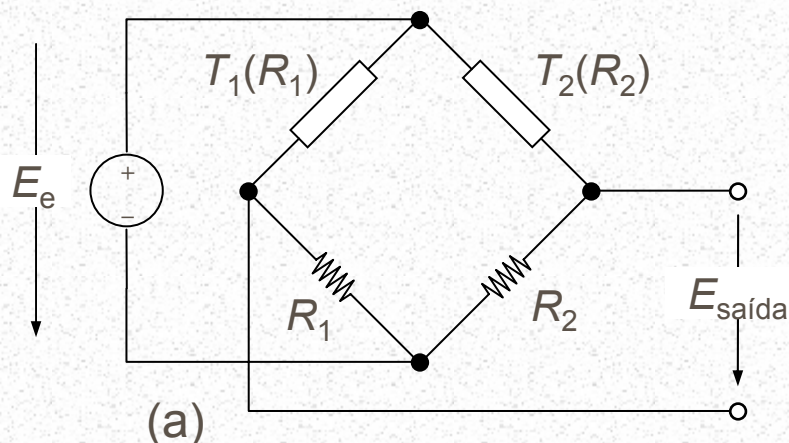 T₁(R₁) T₂(R₂)
Eₑ
+
−
R₁ R₂
Esaída
(a)